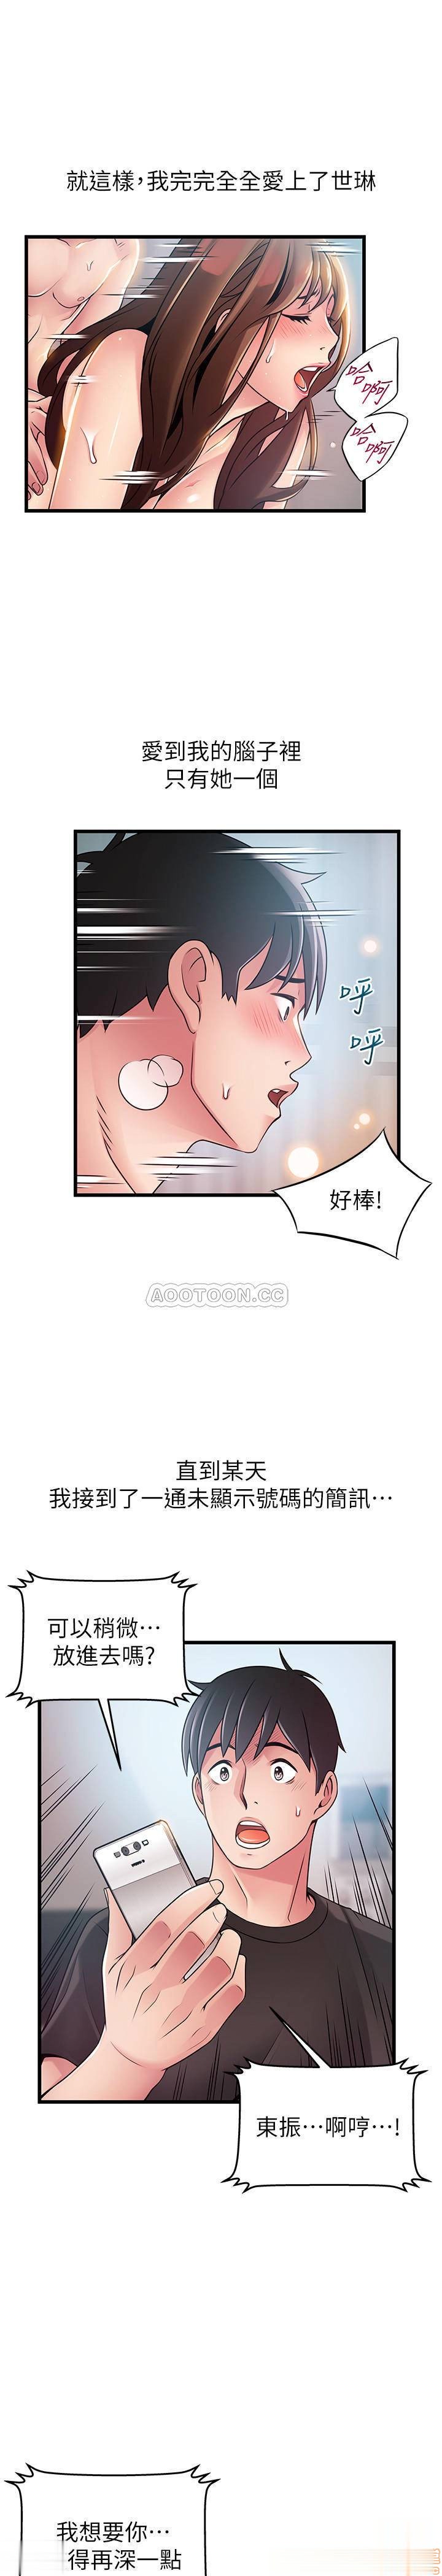 就這樣，我完完全全愛上了世琳
哈啊
哈啊
愛到我的腦子裡
只有她一個
呼
呼
好棒!
AOOTOON.CC
直到某天
我接到了一通未顯示號碼的簡訊⋯
可以稍微⋯
放進去嗎?
東振⋯啊哼⋯!
我想要你⋯
得再深一點